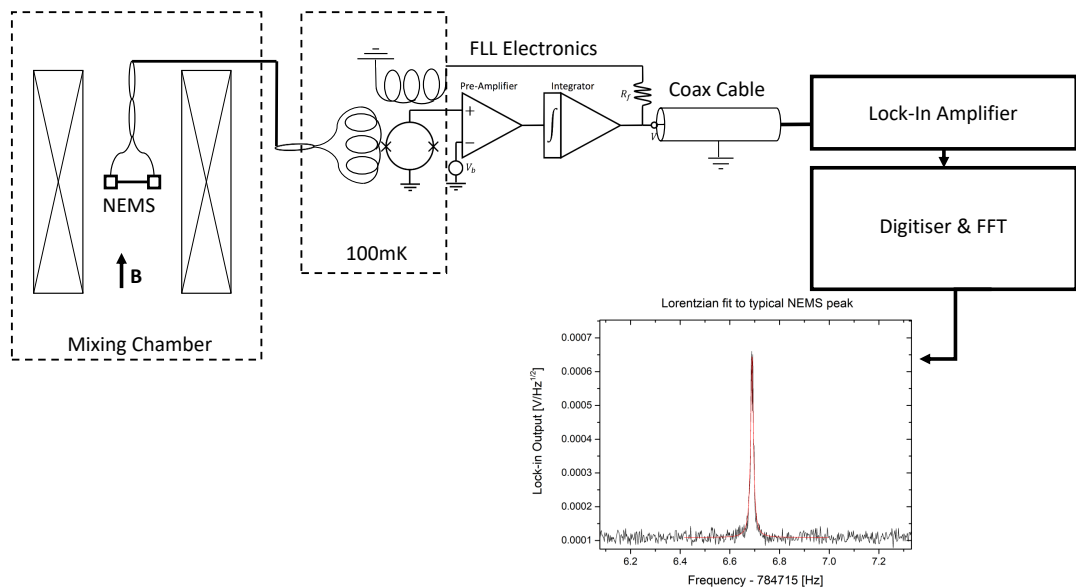 FLL Electronics
Pre-Amplifier
Integrator
R_f
Coax Cable
Lock-In Amplifier
+
−
V_b
V
∫
NEMS
B
Mixing Chamber
100mK
Digitiser & FFT
Lorentzian fit to typical NEMS peak
Lock-in Output [V/Hz^1/2]
0.0007
0.0006
0.0005
0.0004
0.0003
0.0002
0.0001
6.2 6.4 6.6 6.8 7.0 7.2
Frequency - 784715 [Hz]